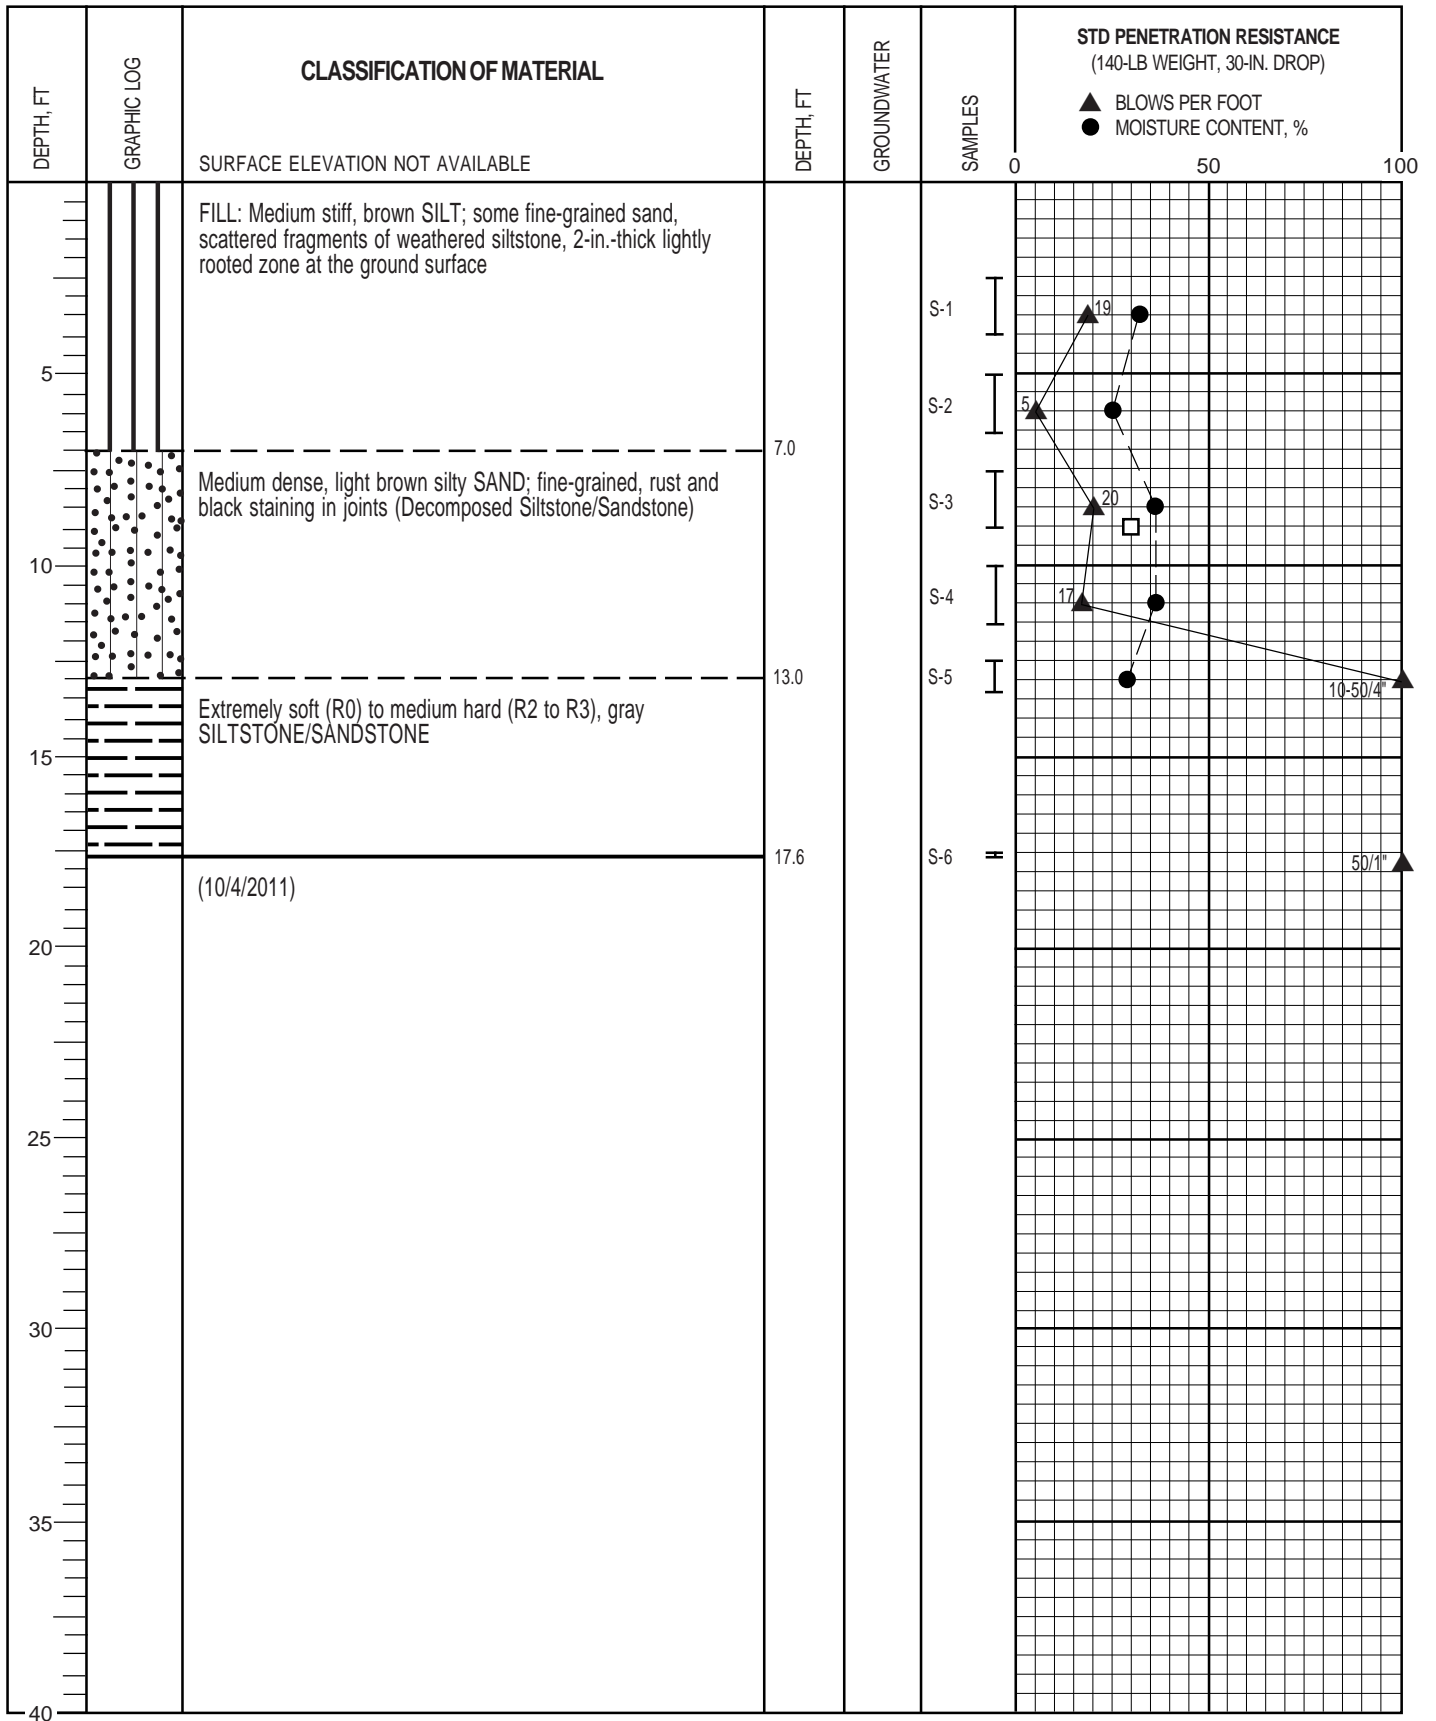 DEPTH, FT
GRAPHIC LOG
CLASSIFICATION OF MATERIAL
SURFACE ELEVATION NOT AVAILABLE
DEPTH, FT
GROUNDWATER
SAMPLES
STD PENETRATION RESISTANCE
(140-LB WEIGHT, 30-IN. DROP)
BLOWS PER FOOT
MOISTURE CONTENT, %
0 50 100
FILL: Medium stiff, brown SILT; some fine-grained sand,
scattered fragments of weathered siltstone, 2-in.-thick lightly
rooted zone at the ground surface
S-1 19
5
S-2 5
7.0
Medium dense, light brown silty SAND; fine-grained, rust and
black staining in joints (Decomposed Siltstone/Sandstone)
S-3 20
10
S-4 17
13.0
S-5 10-50/4"
Extremely soft (R0) to medium hard (R2 to R3), gray
SILTSTONE/SANDSTONE
15
17.6
S-6 50/1"
(10/4/2011)
20
25
30
35
40